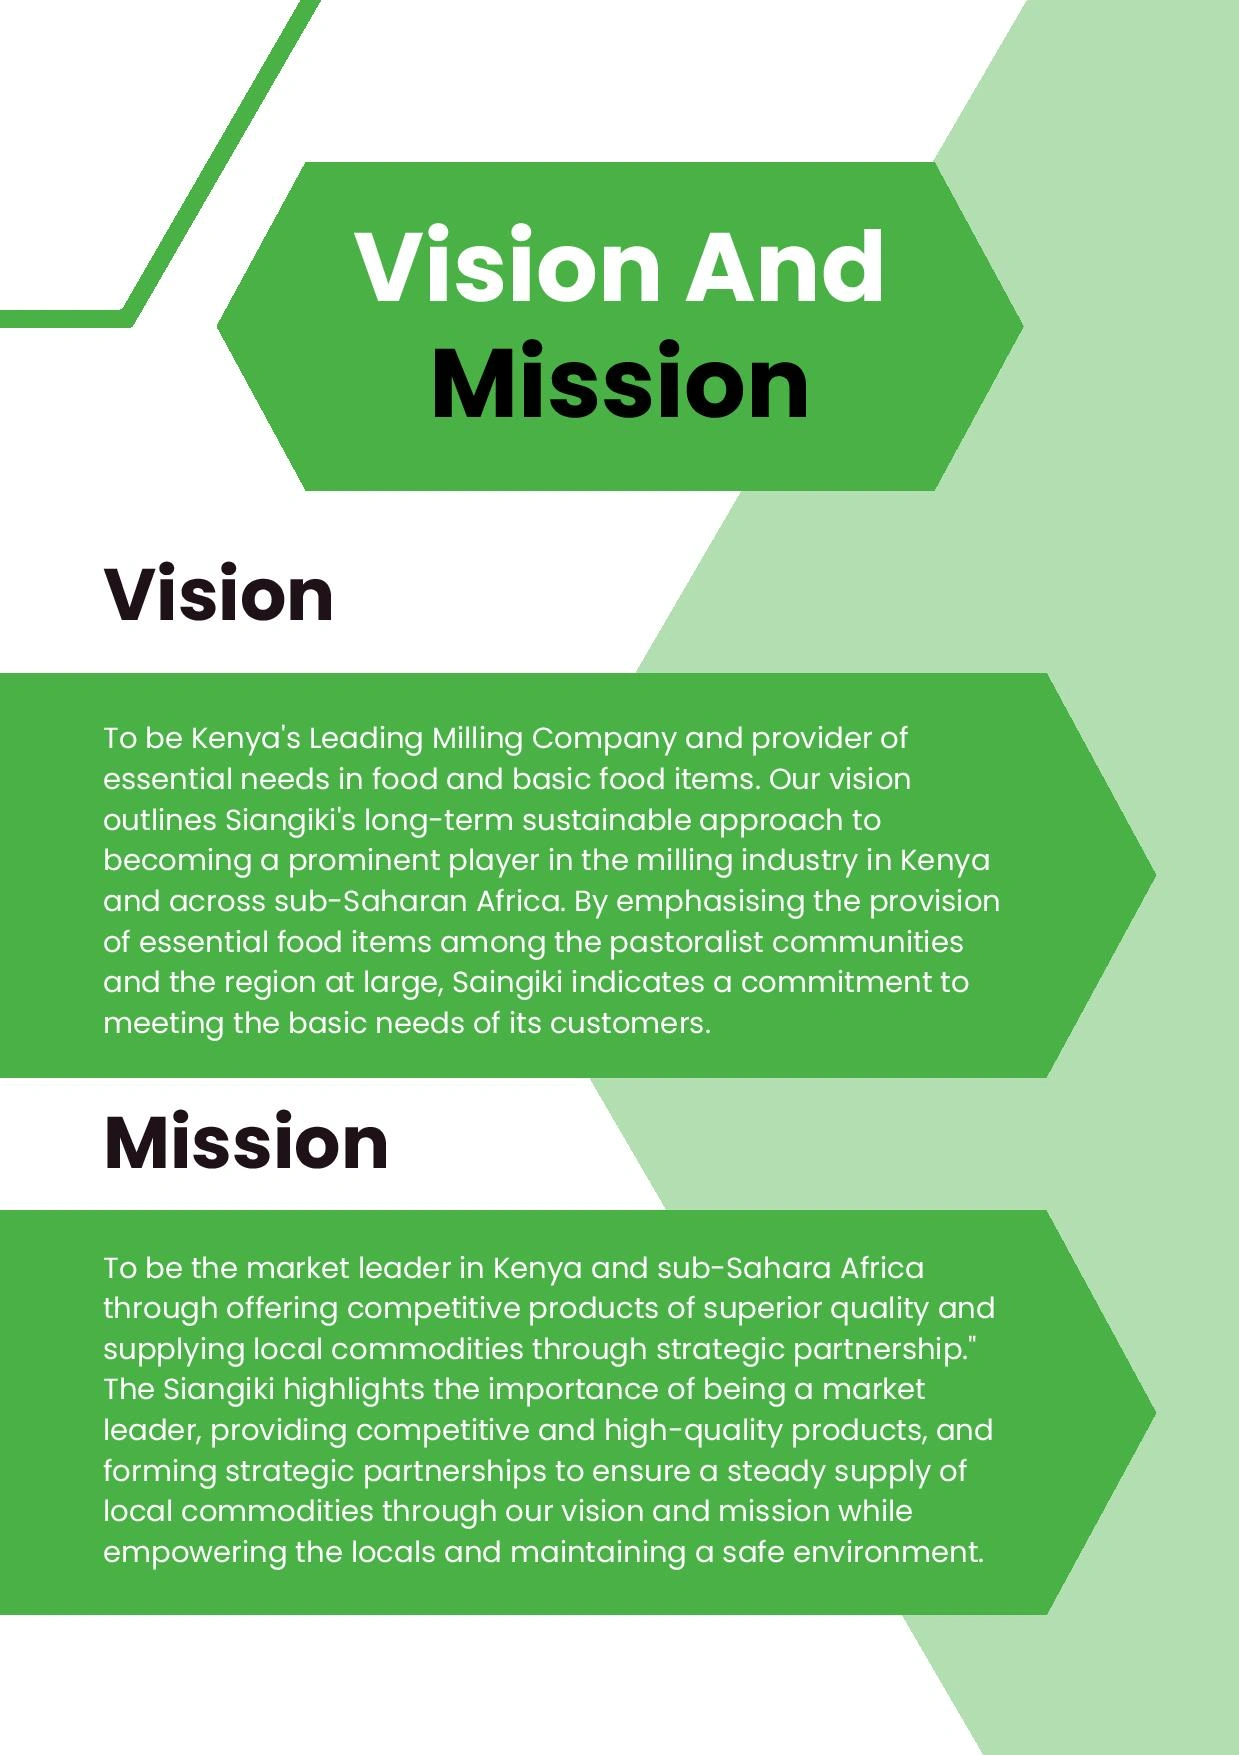 Vision And
Mission
Vision
To be Kenya's Leading Milling Company and provider of
essential needs in food and basic food items. Our vision
outlines Siangiki's long-term sustainable approach to
becoming a prominent player in the milling industry in Kenya
and across sub-Saharan Africa. By emphasising the provision
of essential food items among the pastoralist communities
and the region at large, Saingiki indicates a commitment to
meeting the basic needs of its customers.
Mission
To be the market leader in Kenya and sub-Sahara Africa
through offering competitive products of superior quality and
supplying local commodities through strategic partnership."
The Siangiki highlights the importance of being a market
leader, providing competitive and high-quality products, and
forming strategic partnerships to ensure a steady supply of
local commodities through our vision and mission while
empowering the locals and maintaining a safe environment.